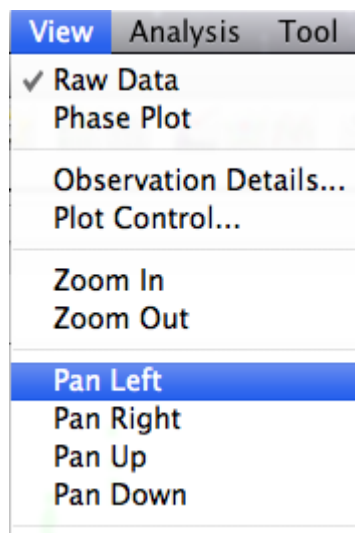 View Analysis Tool
✓ Raw Data
Phase Plot
Observation Details...
Plot Control...
Zoom In
Zoom Out
Pan Left
Pan Right
Pan Up
Pan Down